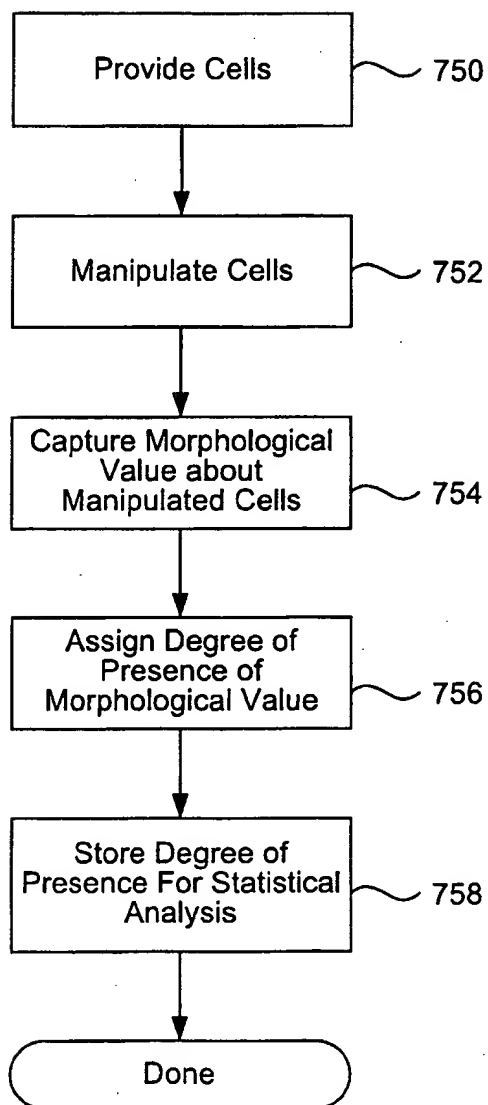 Provide Cells
750
Manipulate Cells
752
Capture Morphological
Value about
Manipulated Cells
754
Assign Degree of
Presence of
Morphological Value
756
Store Degree of
Presence For Statistical
Analysis
758
Done